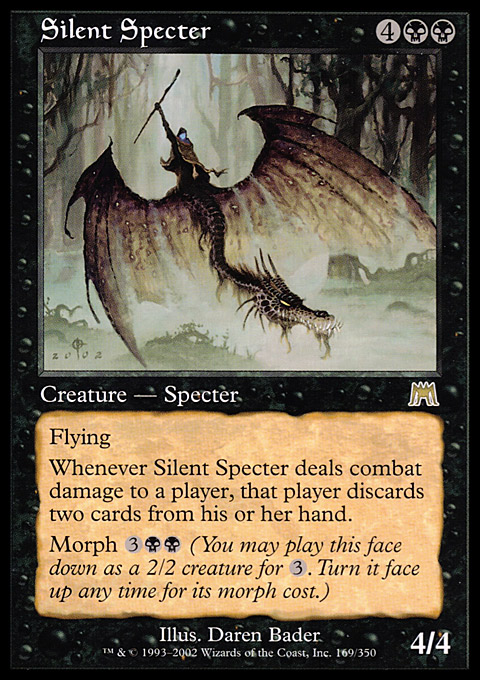 Silent Specter 4
2002
Creature — Specter
Flying
Whenever Silent Specter deals combat
damage to a player, that player discards
two cards from his or her hand.
Morph 3 (You may play this face
down as a 2/2 creature for 3. Turn it face
up any time for its morph cost.)
Illus. Daren Bader
™ & © 1993-2002 Wizards of the Coast, Inc. 169/350
4/4